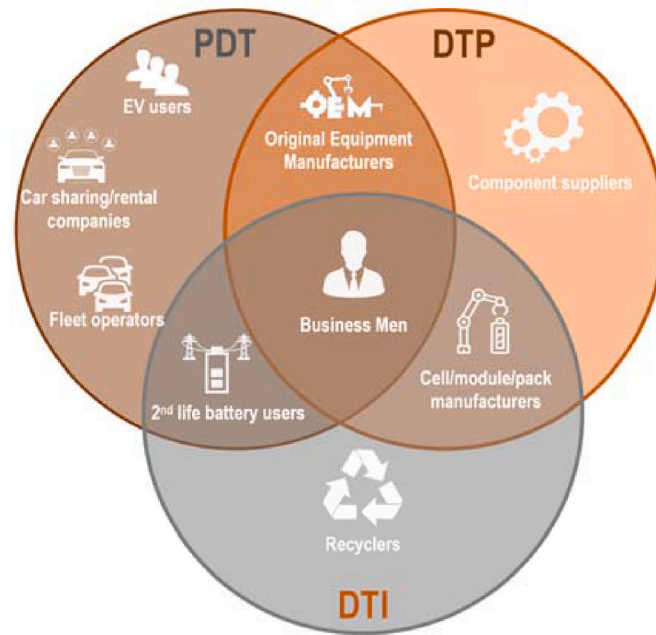 PDT
DTP
EV users
OEM
Original Equipment
Manufacturers
Component suppliers
Car sharing/rental
companies
Fleet operators
Business Men
2nd life battery users
Cell/module/pack
manufacturers
Recyclers
DTI